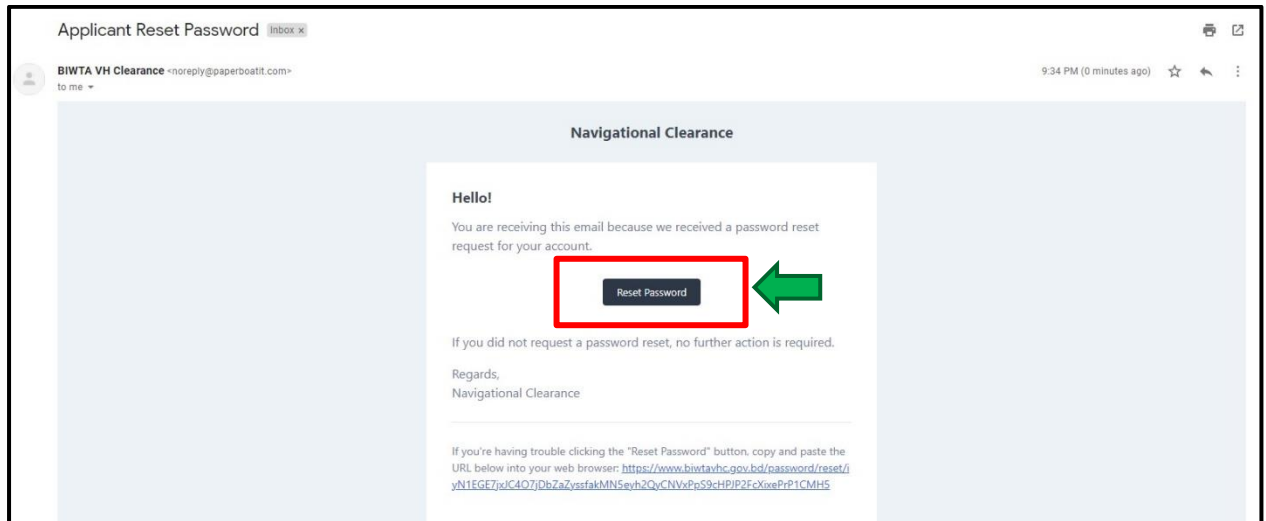 Applicant Reset Password Inbox x
BIWTA VH Clearance <noreply@paperboatit.com>
9:34 PM (0 minutes ago)
to me
Navigational Clearance
Hello!
You are receiving this email because we received a password reset
request for your account.
Reset Password
If you did not request a password reset, no further action is required.
Regards,
Navigational Clearance
If you're having trouble clicking the "Reset Password" button, copy and paste the
URL below into your web browser: https://www.biwtavhc.gov.bd/password/reset/i
yN1EGE7jxJC4O7jDbZaZyssfakMN5eyh2QyCNVxPpS9cHPJP2FcXixePrP1CMH5